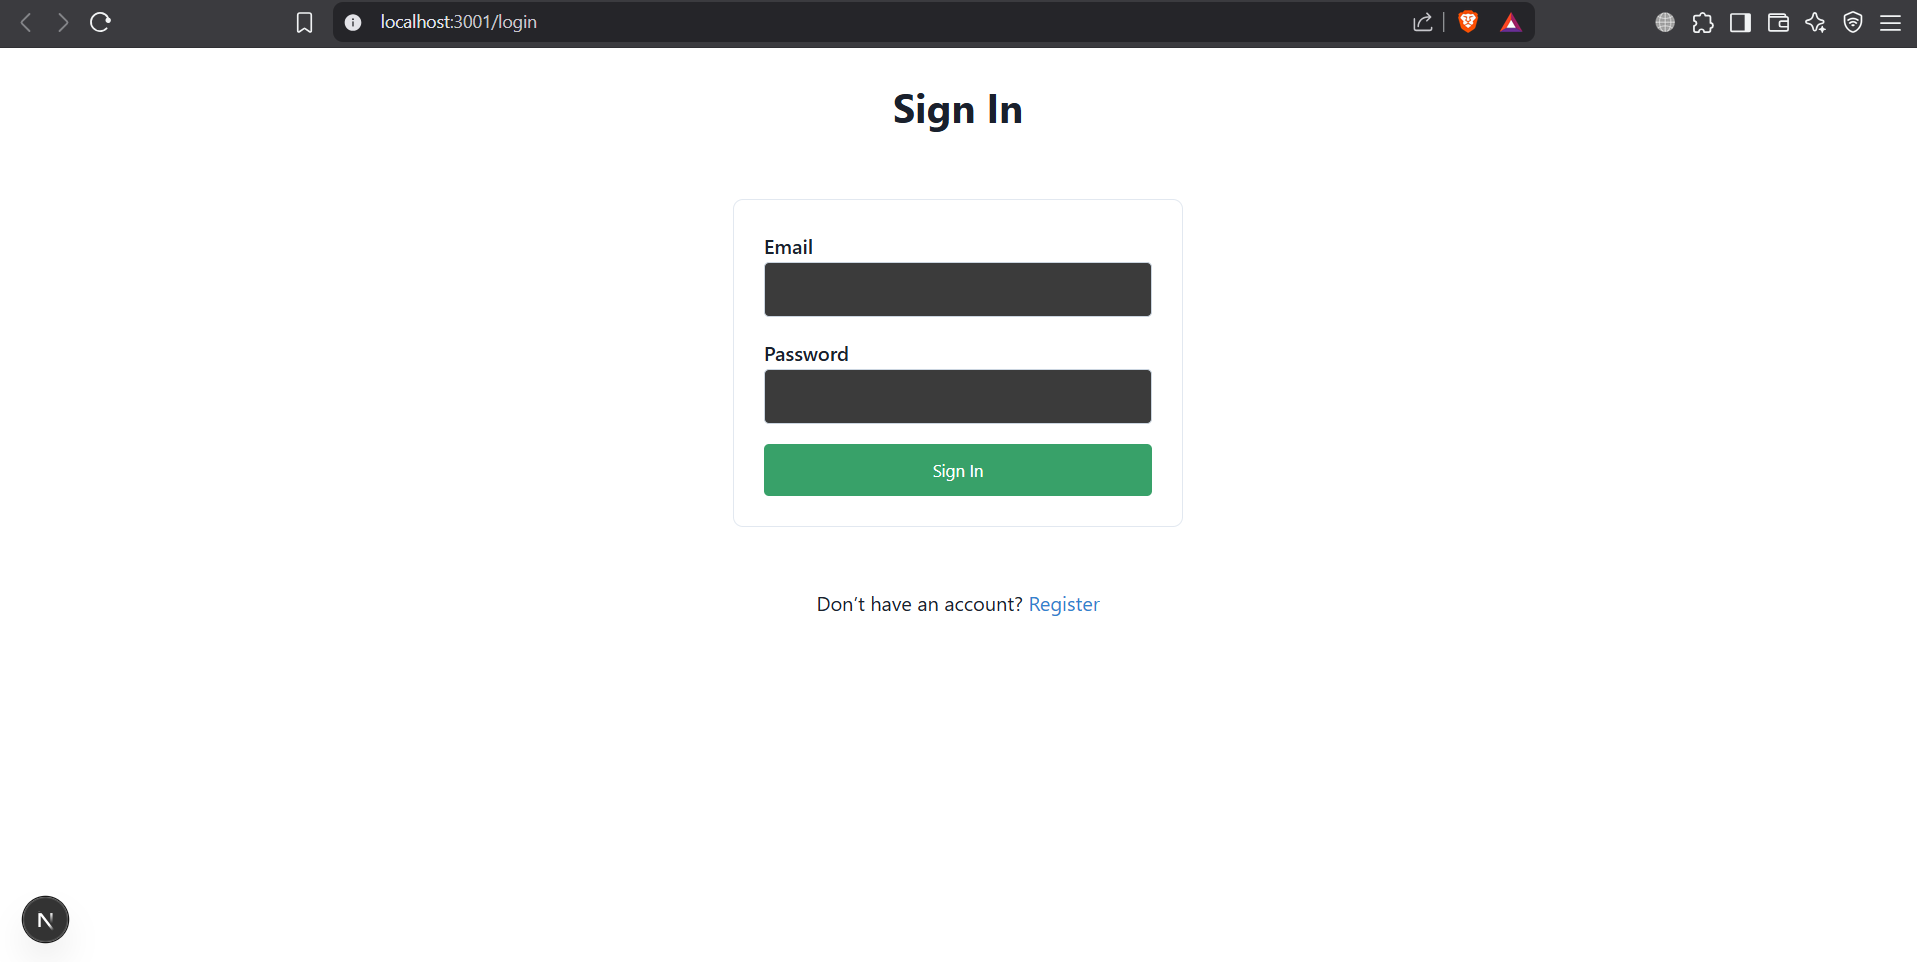 localhost:3001/login
Sign In
Email
Password
Sign In
Don’t have an account? Register
N